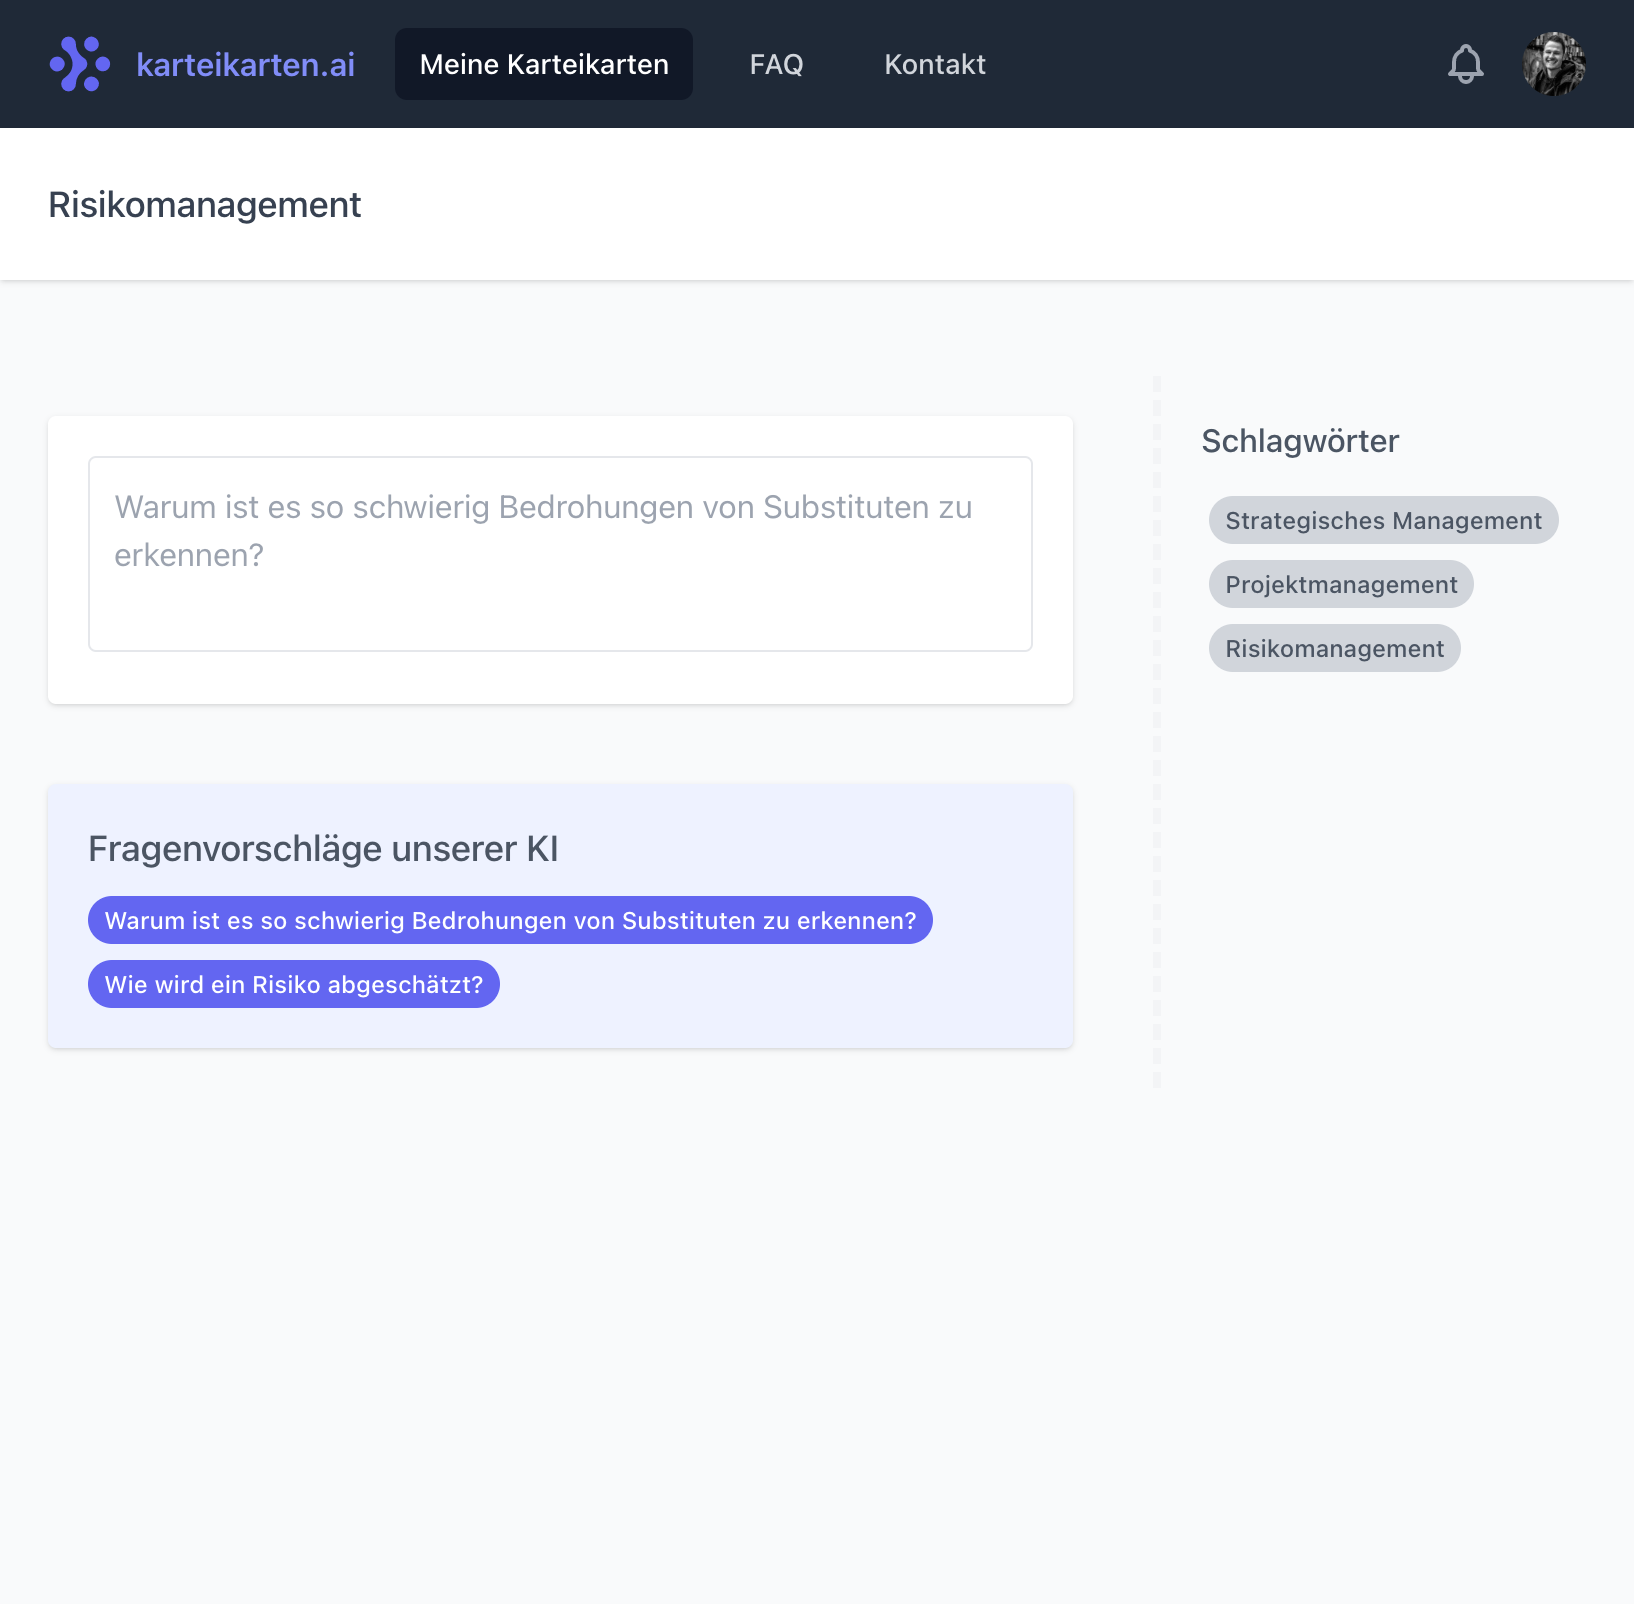 karteikarten.ai
Meine Karteikarten
FAQ
Kontakt
Risikomanagement
Warum ist es so schwierig Bedrohungen von Substituten zu
erkennen?
Schlagwörter
Strategisches Management
Projektmanagement
Risikomanagement
Fragenvorschläge unserer KI
Warum ist es so schwierig Bedrohungen von Substituten zu erkennen?
Wie wird ein Risiko abgeschätzt?